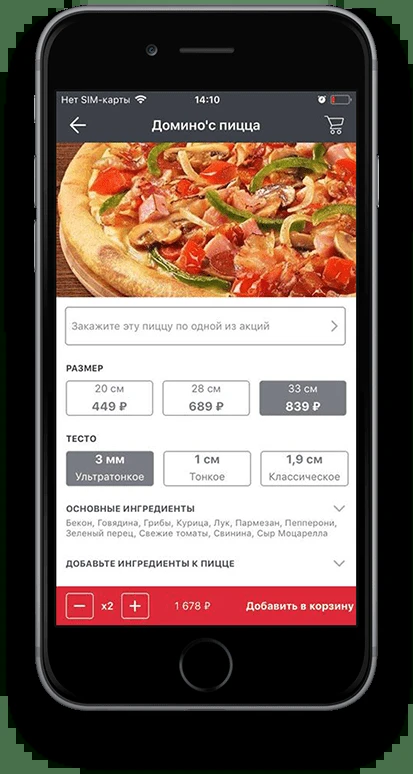 Нет SIM-карты 14:10
Домино'с пицца
Закажите эту пиццу по одной из акций
РАЗМЕР
20 см 28 см 33 см
449 ₽ 689 ₽ 839 ₽
ТЕСТО
3 мм 1 см 1,9 см
Ультратонкое Тонкое Классическое
ОСНОВНЫЕ ИНГРЕДИЕНТЫ
Бекон, Говядина, Грибы, Курица, Лук, Пармезан, Пепперони,
Зеленый перец, Свежие томаты, Свинина, Сыр Моцарелла
ДОБАВЬТЕ ИНГРЕДИЕНТЫ К ПИЦЦЕ
x2 1 678 ₽ Добавить в корзину